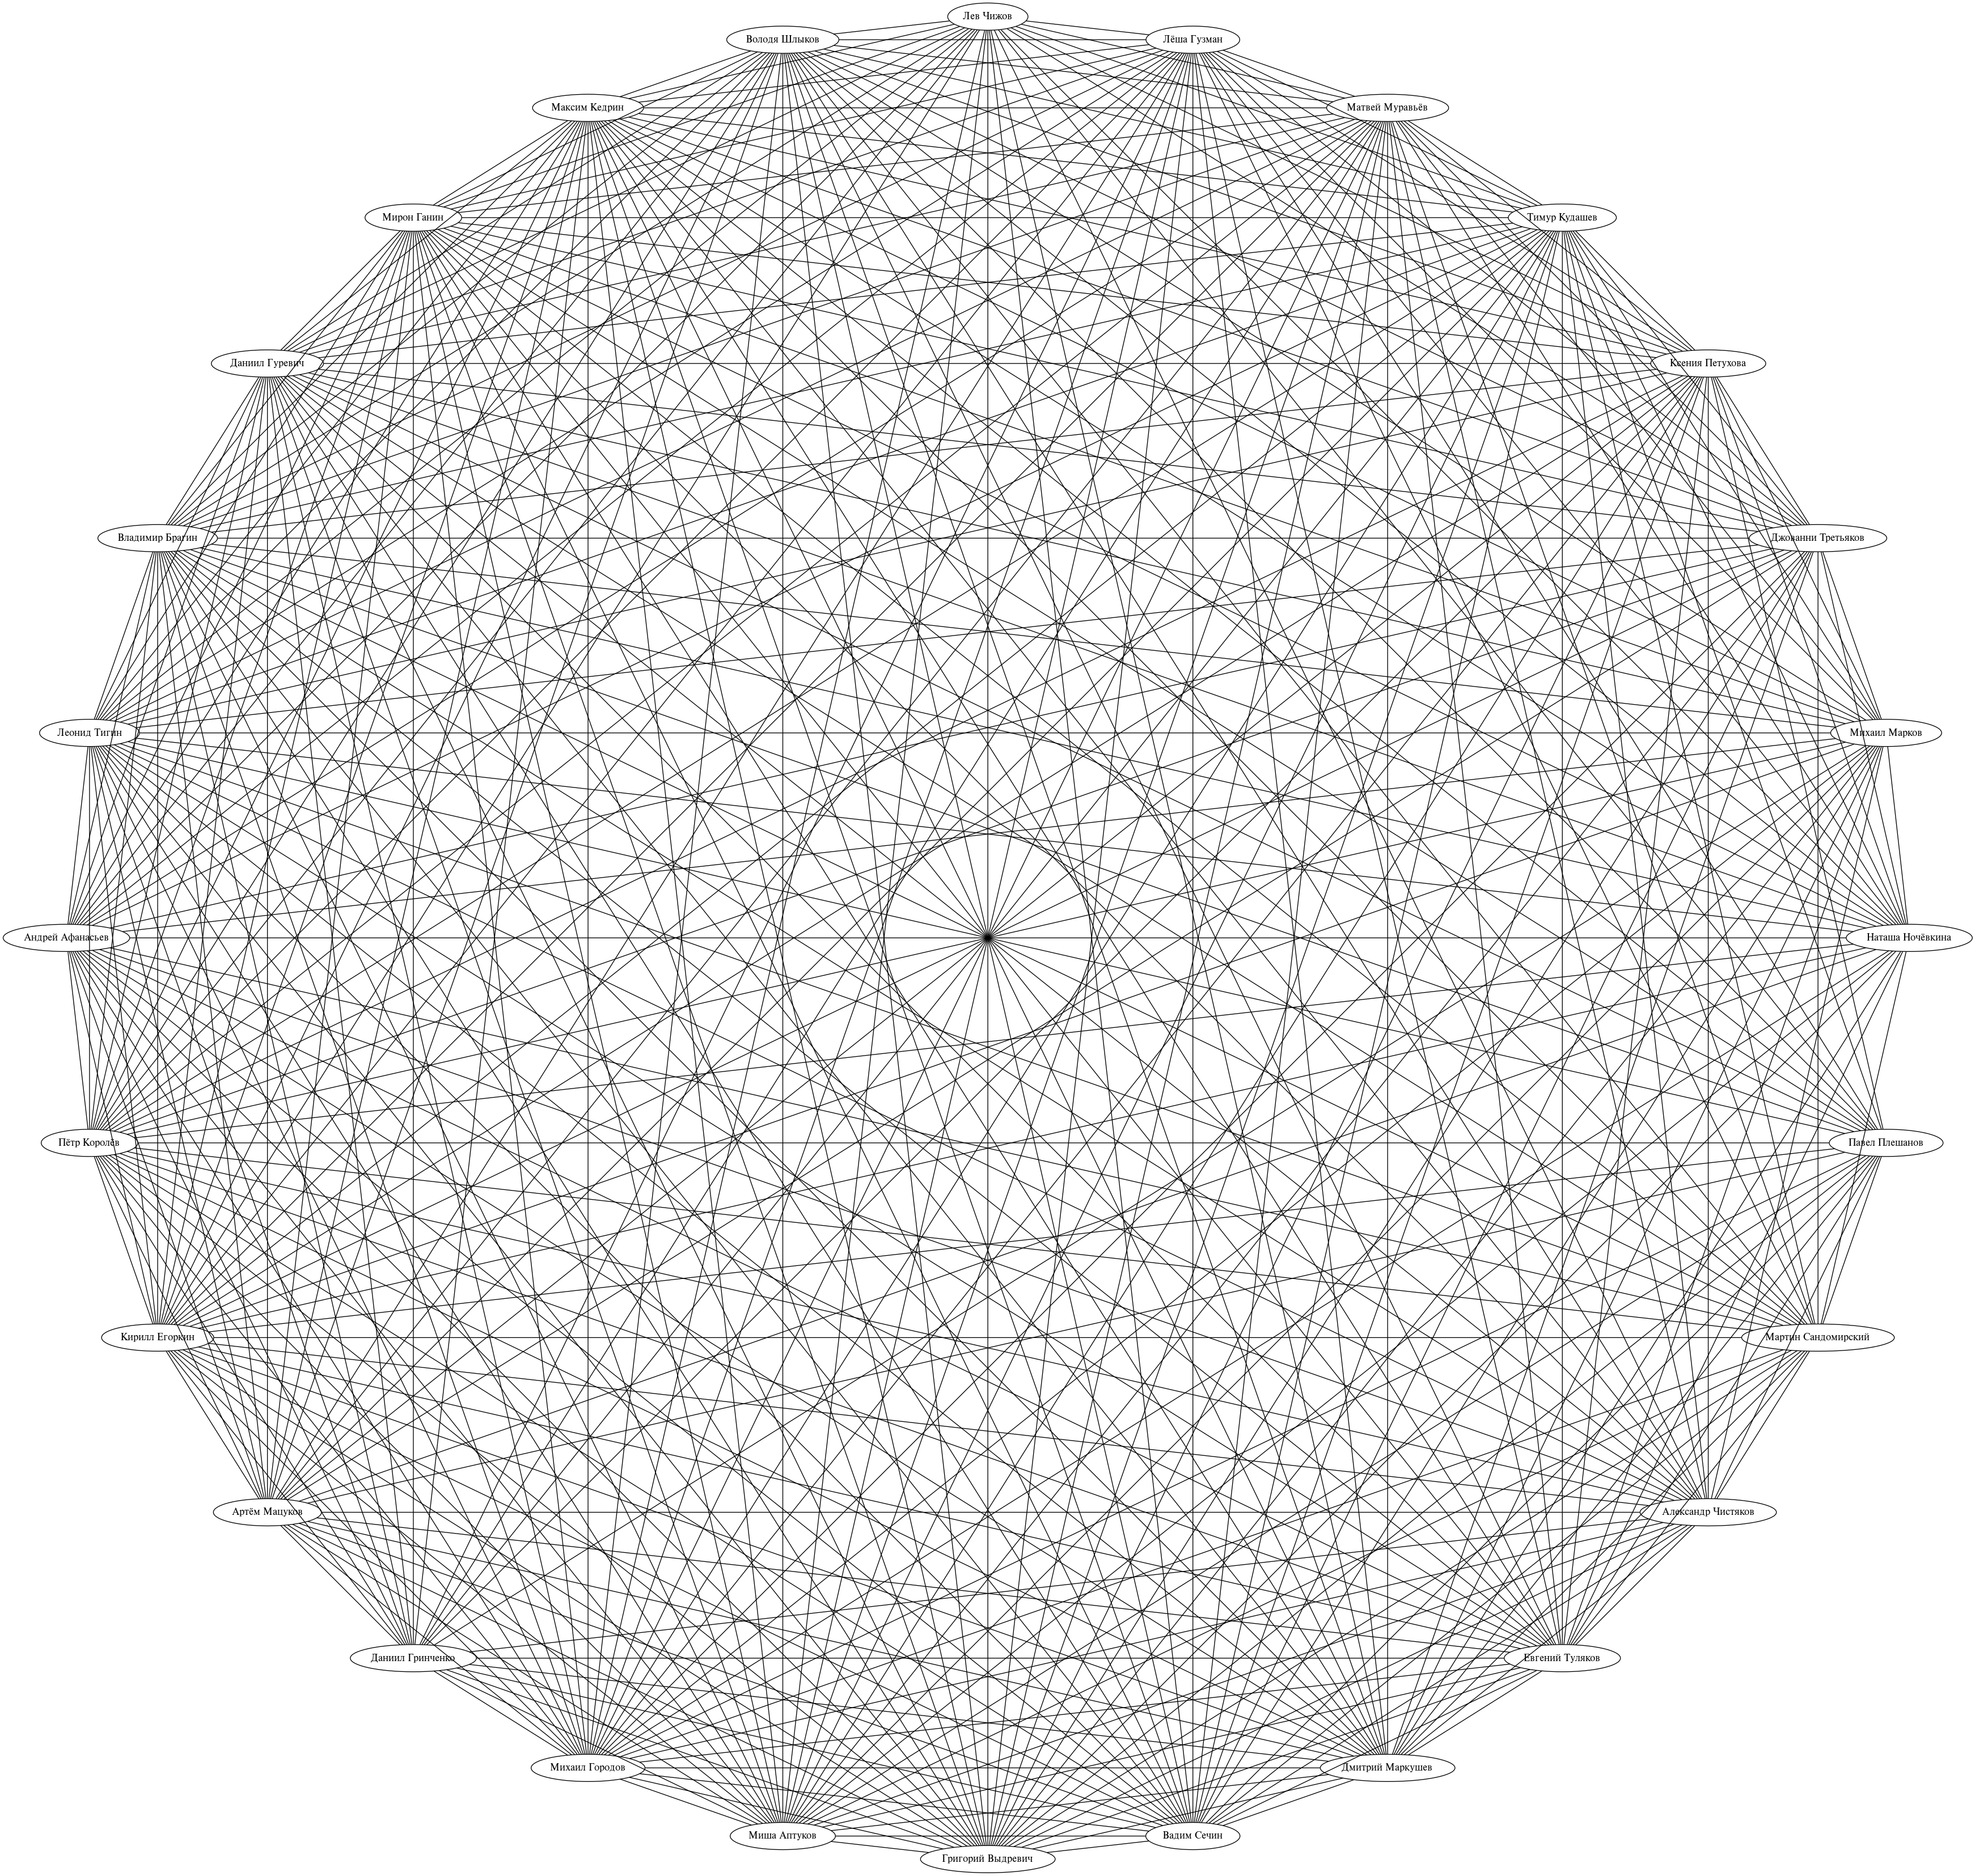 Лев Чижов
Володя Шлыков
Лёша Гузман
Максим Кедрин
Матвей Муравьёв
Мирон Ганин
Тимур Кудашев
Даниил Гуревич
Ксения Петухова
Владимир Брагин
Джованни Третьяков
Леонид Тигин
Михаил Марков
Андрей Афанасьев
Наташа Ночёвкина
Пётр Королёв
Павел Плешанов
Кирилл Егоркин
Мартин Сандомирский
Артём Мацуков
Александр Чистяков
Даниил Гринченко
Евгений Туляков
Михаил Городов
Дмитрий Маркушев
Миша Аптуков
Вадим Сечин
Григорий Выдревич